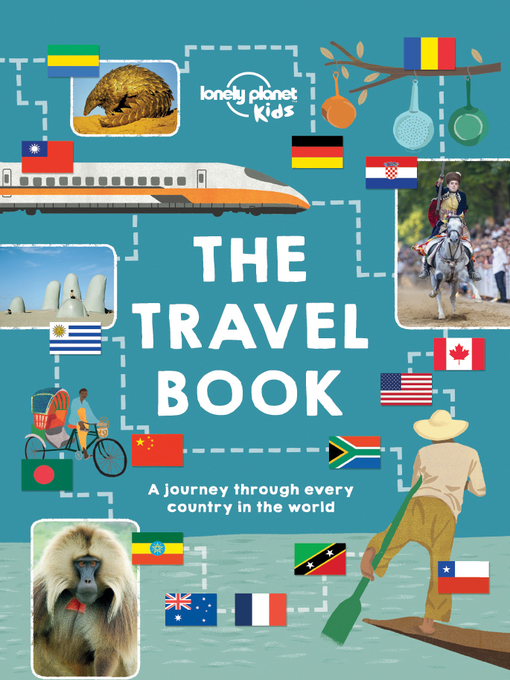 lonely planet
Kids
THE
TRAVEL
BOOK
A journey through every
country in the world